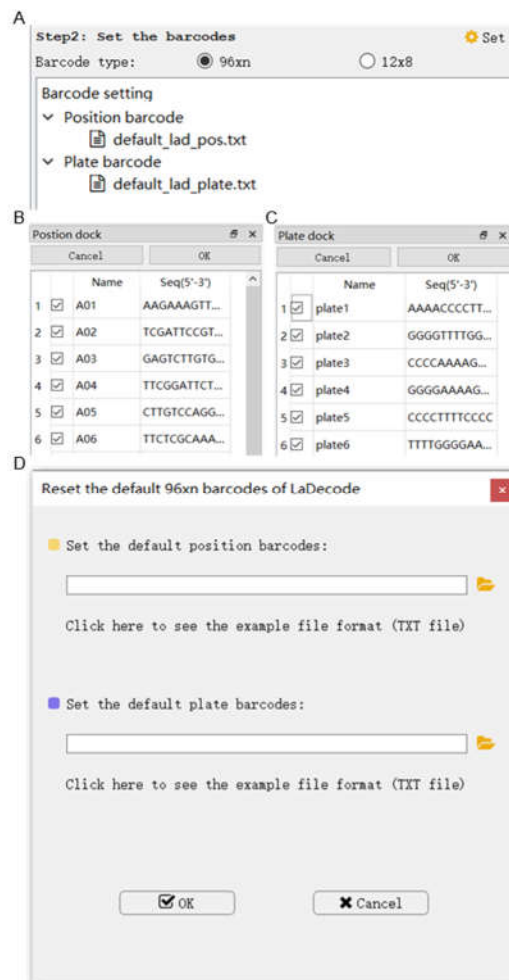 A
Step2: Set the barcodes Set
Barcode type: 96xn 12x8
Barcode setting
Position barcode
default_lad_pos.txt
Plate barcode
default_lad_plate.txt
B
Postion dock
Cancel OK
Name Seq(5'-3')
1 A01 AAGAAAGTT...
2 A02 TCGATTCCGT...
3 A03 GAGTCTTGTG...
4 A04 TTCGGATTCT...
5 A05 CTTGTCCAGG...
6 A06 TTCTCGCAAA...
C
Plate dock
Cancel OK
Name Seq(5'-3')
1 plate1 AAAACCCCTT...
2 plate2 GGGGTTTTGG...
3 plate3 CCCCAAAAG...
4 plate4 GGGGAAAAG...
5 plate5 CCCCTTTTCCCC
6 plate6 TTTTGGGGAA...
D
Reset the default 96xn barcodes of LaDecode
Set the default position barcodes:
Click here to see the example file format (TXT file)
Set the default plate barcodes:
Click here to see the example file format (TXT file)
OK Cancel